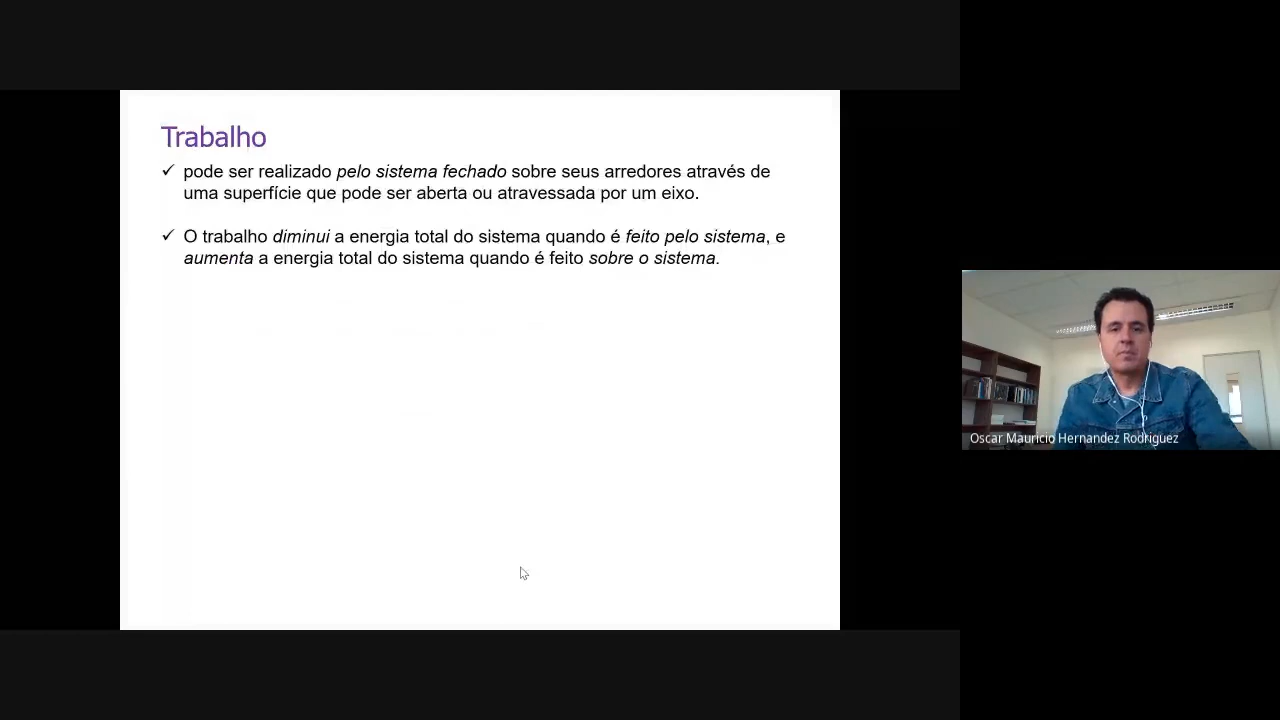 Trabalho
✓ pode ser realizado pelo sistema fechado sobre seus arredores através de
uma superfície que pode ser aberta ou atravessada por um eixo.
✓ O trabalho diminui a energia total do sistema quando é feito pelo sistema, e
aumenta a energia total do sistema quando é feito sobre o sistema.
Oscar Mauricio Hernandez Rodriguez